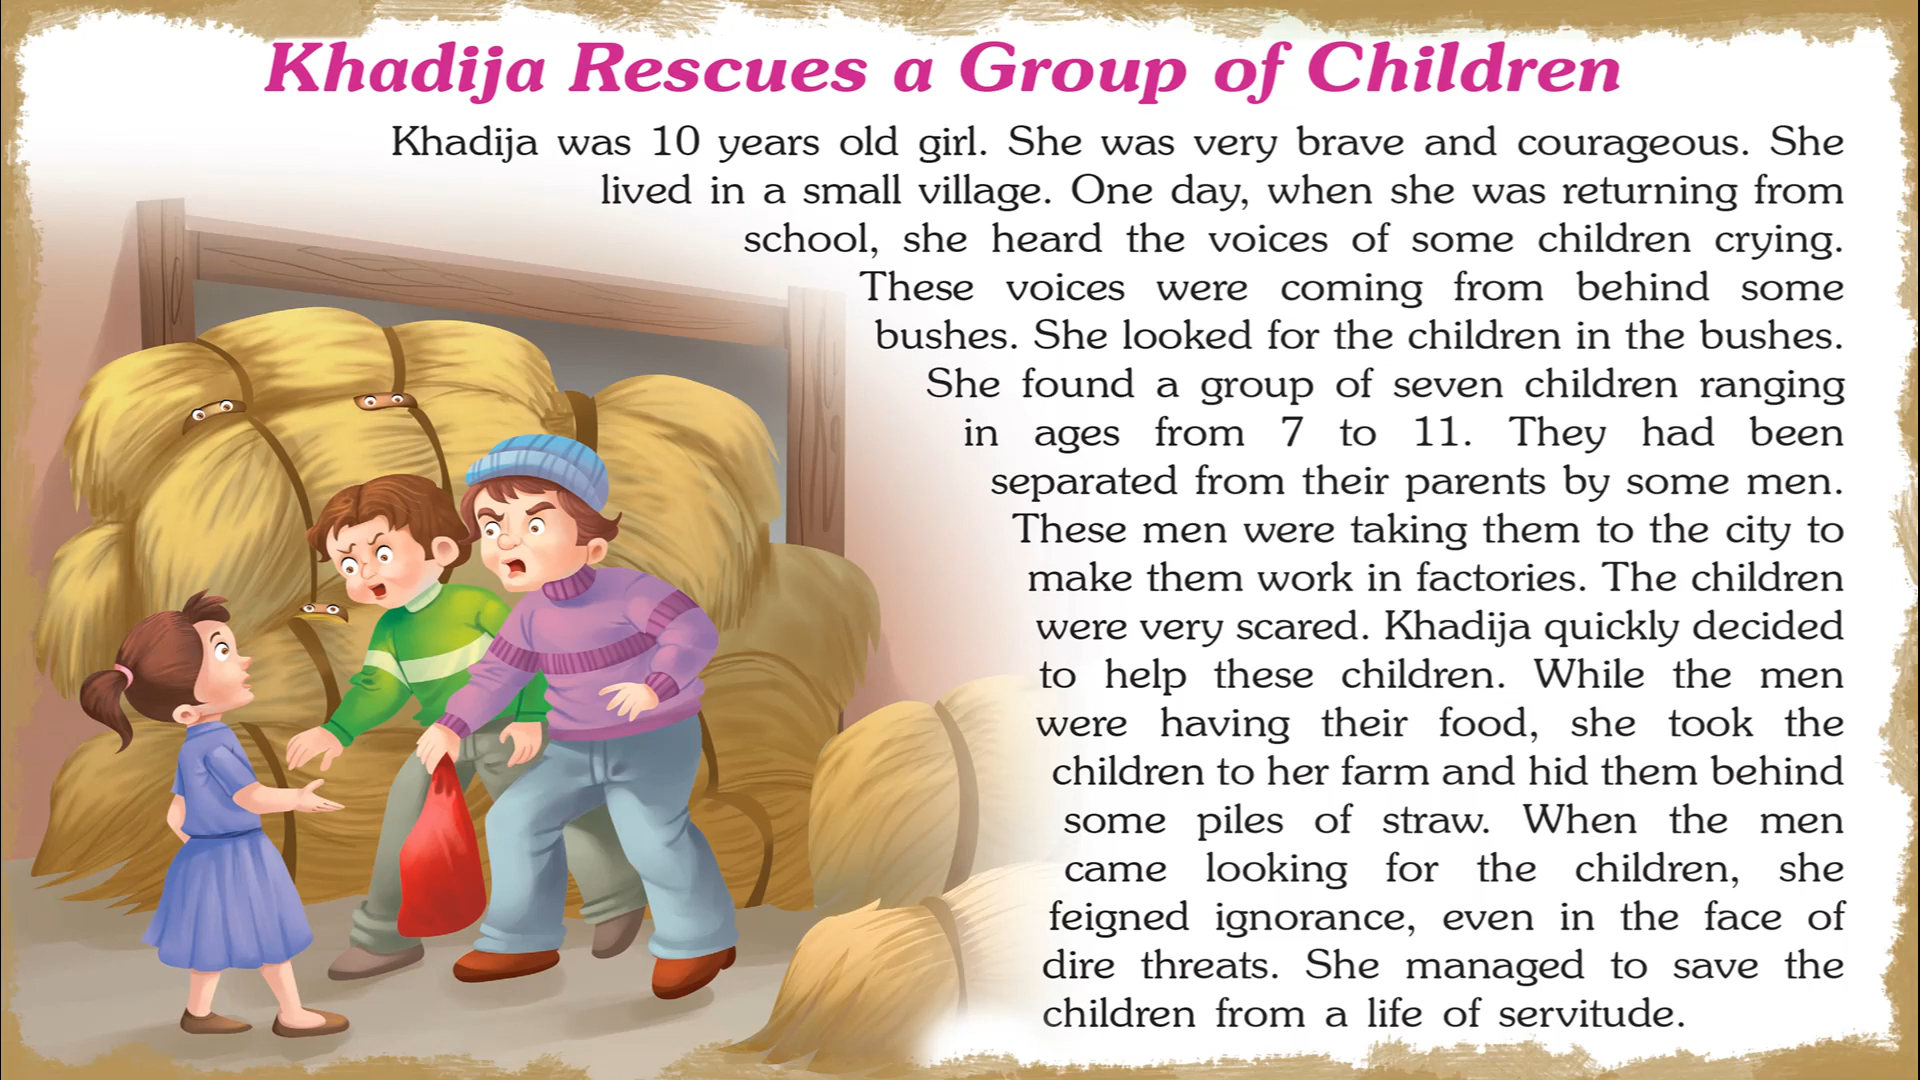 Khadija Rescues a Group of Children
Khadija was 10 years old girl. She was very brave and courageous. She
lived in a small village. One day, when she was returning from
school, she heard the voices of some children crying.
These voices were coming from behind some
bushes. She looked for the children in the bushes.
She found a group of seven children ranging
in ages from 7 to 11. They had been
separated from their parents by some men.
These men were taking them to the city to
make them work in factories. The children
were very scared. Khadija quickly decided
to help these children. While the men
were having their food, she took the
children to her farm and hid them behind
some piles of straw. When the men
came looking for the children, she
feigned ignorance, even in the face of
dire threats. She managed to save the
children from a life of servitude.